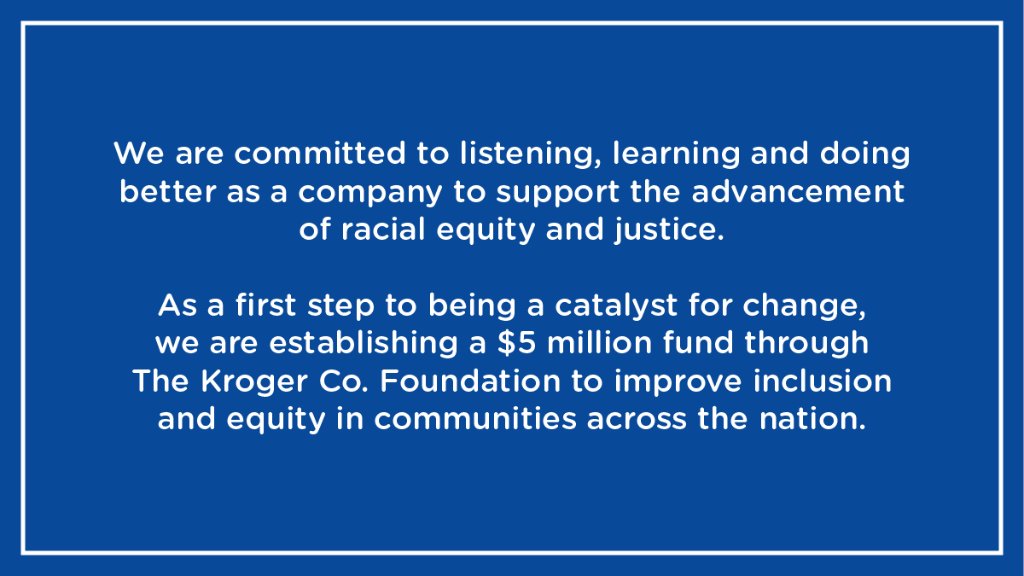 We are committed to listening, learning and doing
better as a company to support the advancement
of racial equity and justice.
As a first step to being a catalyst for change,
we are establishing a $5 million fund through
The Kroger Co. Foundation to improve inclusion
and equity in communities across the nation.